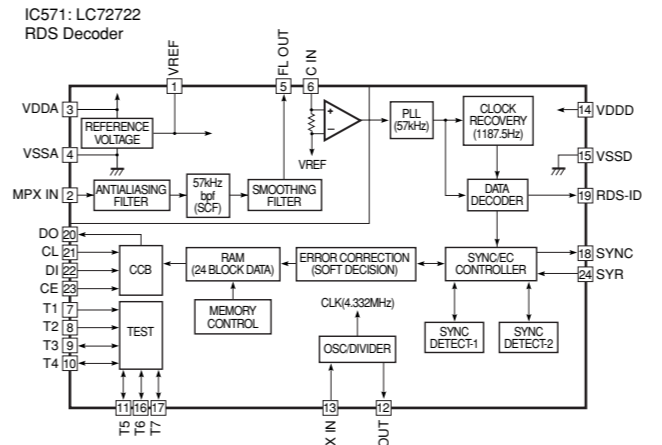 IC571: LC72722
RDS Decoder
VREF
FL OUT
C IN
1
5
6
VDDA 3
REFERENCE
VOLTAGE
VSSA 4
+
−
VREF
PLL
(57kHz)
CLOCK
RECOVERY
(1187.5Hz)
14 VDDD
15 VSSD
MPX IN 2
ANTIALIASING
FILTER
57kHz
bpf
(SCF)
SMOOTHING
FILTER
DATA
DECODER
19 RDS-ID
DO 20
CL 21
DI 22
CE 23
CCB
RAM
(24 BLOCK DATA)
ERROR CORRECTION
(SOFT DECISION)
SYNC/EC
CONTROLLER
18 SYNC
24 SYR
T1 7
T2 8
T3 9
T4 10
TEST
MEMORY
CONTROL
CLK(4.332MHz)
OSC/DIVIDER
SYNC
DETECT-1
SYNC
DETECT-2
11 16 17
13 12
T5
T6
T7
X IN
OUT